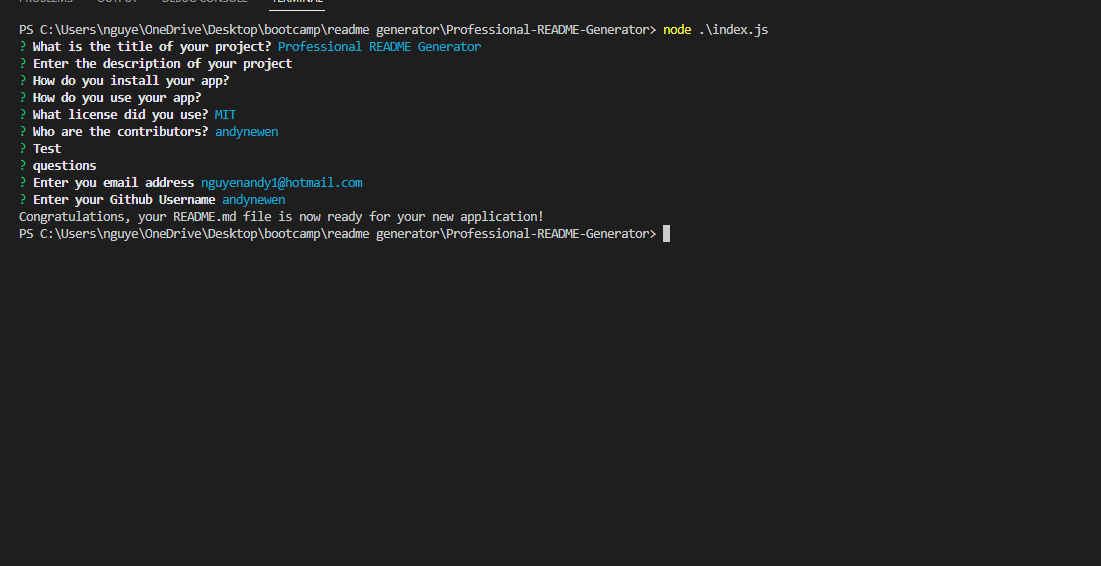 PROBLEMS OUTPUT DEBUG CONSOLE TERMINAL
PS C:\Users\nguye\OneDrive\Desktop\bootcamp\readme generator\Professional-README-Generator> node .\index.js
? What is the title of your project? Professional README Generator
? Enter the description of your project
? How do you install your app?
? How do you use your app?
? What license did you use? MIT
? Who are the contributors? andynewen
? Test
? questions
? Enter you email address nguyenandy1@hotmail.com
? Enter your Github Username andynewen
Congratulations, your README.md file is now ready for your new application!
PS C:\Users\nguye\OneDrive\Desktop\bootcamp\readme generator\Professional-README-Generator>